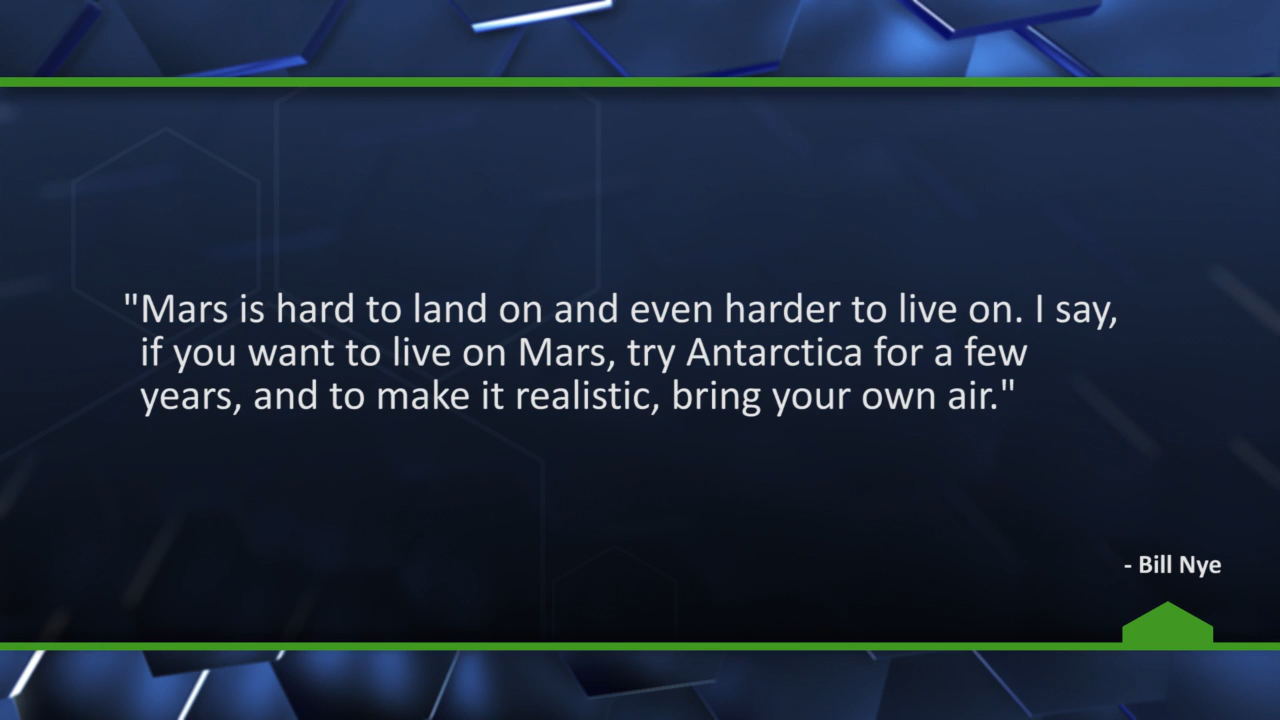 "Mars is hard to land on and even harder to live on. I say,
if you want to live on Mars, try Antarctica for a few
years, and to make it realistic, bring your own air."
- Bill Nye